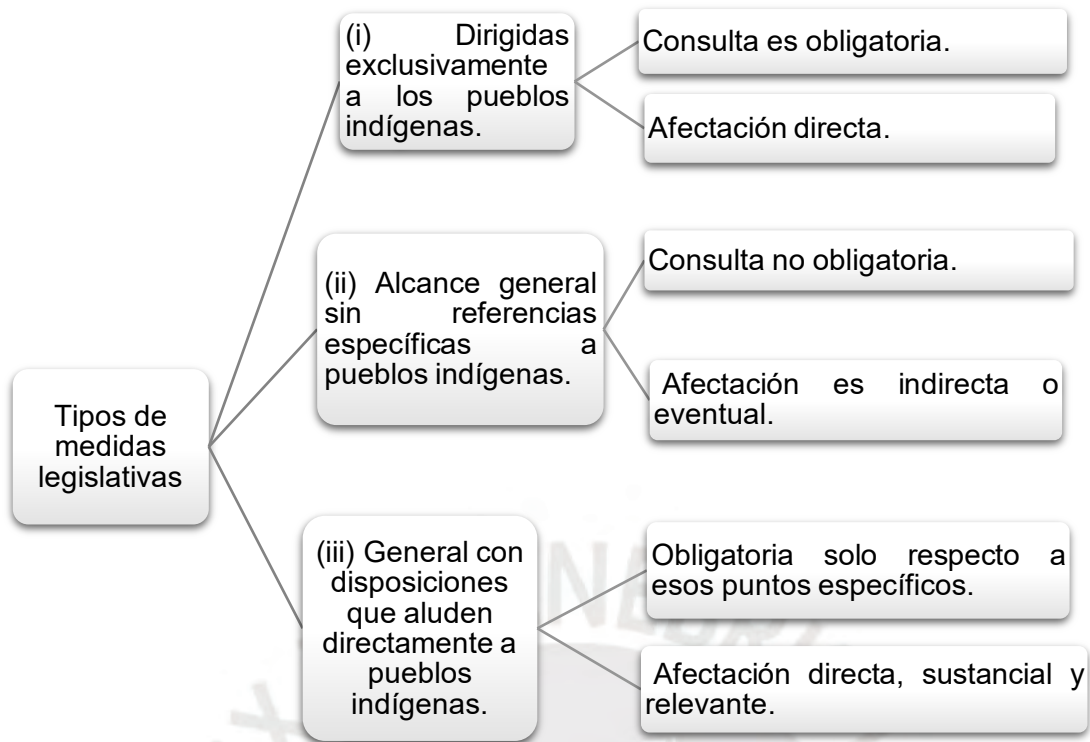 Tipos de
medidas
legislativas
(i) Dirigidas
exclusivamente
a los pueblos
indígenas.
Consulta es obligatoria.
Afectación directa.
(ii) Alcance general
sin referencias
específicas a
pueblos indígenas.
Consulta no obligatoria.
Afectación es indirecta o
eventual.
(iii) General con
disposiciones
que aluden
directamente a
pueblos
indígenas.
Obligatoria solo respecto a
esos puntos específicos.
Afectación directa, sustancial y
relevante.